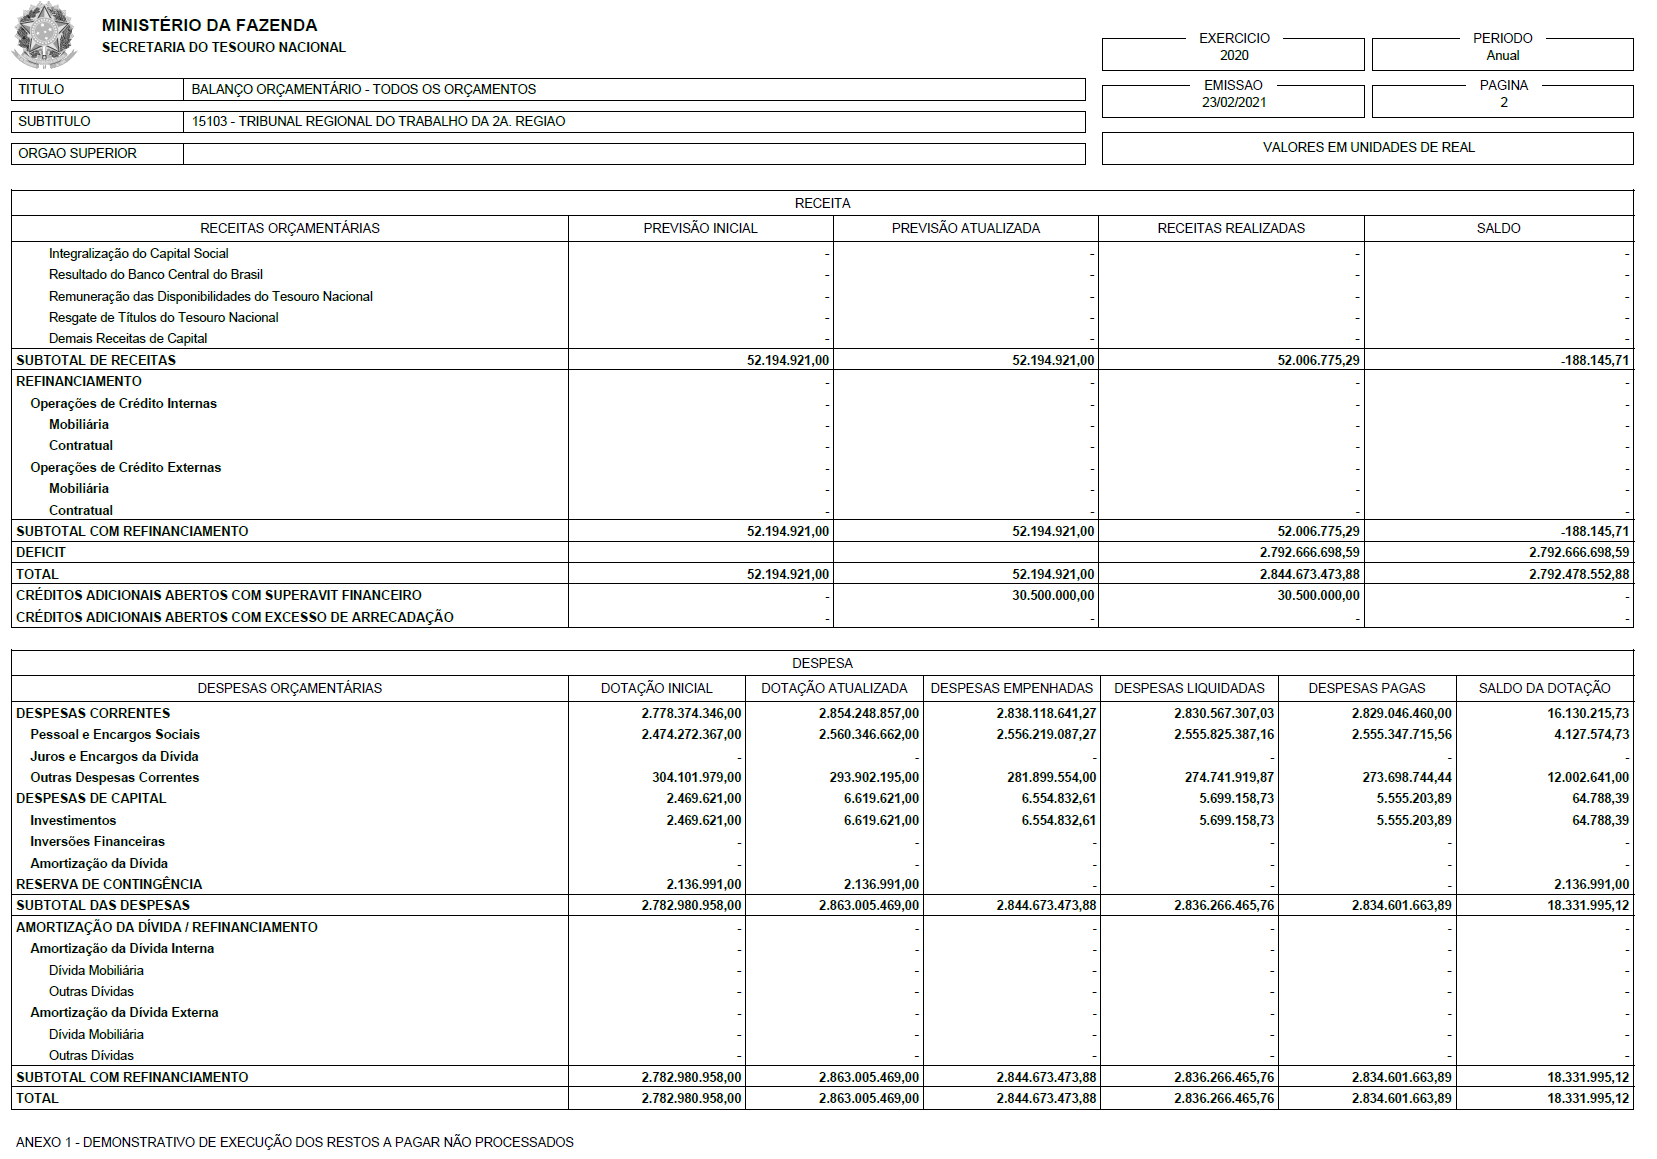 MINISTÉRIO DA FAZENDA
SECRETARIA DO TESOURO NACIONAL
EXERCICIO
2020
PERIODO
Anual
EMISSAO
23/02/2021
PAGINA
2
TITULO BALANÇO ORÇAMENTÁRIO - TODOS OS ORÇAMENTOS
SUBTITULO 15103 - TRIBUNAL REGIONAL DO TRABALHO DA 2A. REGIAO
ORGAO SUPERIOR
VALORES EM UNIDADES DE REAL
RECEITA
RECEITAS ORÇAMENTÁRIAS PREVISÃO INICIAL PREVISÃO ATUALIZADA RECEITAS REALIZADAS SALDO
Integralização do Capital Social - - - -
Resultado do Banco Central do Brasil - - - -
Remuneração das Disponibilidades do Tesouro Nacional - - - -
Resgate de Títulos do Tesouro Nacional - - - -
Demais Receitas de Capital - - - -
SUBTOTAL DE RECEITAS 52.194.921,00 52.194.921,00 52.006.775,29 -188.145,71
REFINANCIAMENTO - - - -
Operações de Crédito Internas - - - -
Mobiliária - - - -
Contratual - - - -
Operações de Crédito Externas - - - -
Mobiliária - - - -
Contratual - - - -
SUBTOTAL COM REFINANCIAMENTO 52.194.921,00 52.194.921,00 52.006.775,29 -188.145,71
DEFICIT 2.792.666.698,59 2.792.666.698,59
TOTAL 52.194.921,00 52.194.921,00 2.844.673.473,88 2.792.478.552,88
CRÉDITOS ADICIONAIS ABERTOS COM SUPERAVIT FINANCEIRO - 30.500.000,00 30.500.000,00 -
CRÉDITOS ADICIONAIS ABERTOS COM EXCESSO DE ARRECADAÇÃO - - - -
DESPESA
DESPESAS ORÇAMENTÁRIAS DOTAÇÃO INICIAL DOTAÇÃO ATUALIZADA DESPESAS EMPENHADAS DESPESAS LIQUIDADAS DESPESAS PAGAS SALDO DA DOTAÇÃO
DESPESAS CORRENTES 2.778.374.346,00 2.854.248.857,00 2.838.118.641,27 2.830.567.307,03 2.829.046.460,00 16.130.215,73
Pessoal e Encargos Sociais 2.474.272.367,00 2.560.346.662,00 2.556.219.087,27 2.555.825.387,16 2.555.347.715,56 4.127.574,73
Juros e Encargos da Dívida - - - - - -
Outras Despesas Correntes 304.101.979,00 293.902.195,00 281.899.554,00 274.741.919,87 273.698.744,44 12.002.641,00
DESPESAS DE CAPITAL 2.469.621,00 6.619.621,00 6.554.832,61 5.699.158,73 5.555.203,89 64.788,39
Investimentos 2.469.621,00 6.619.621,00 6.554.832,61 5.699.158,73 5.555.203,89 64.788,39
Inversões Financeiras - - - - - -
Amortização da Dívida - - - - - -
RESERVA DE CONTINGÊNCIA 2.136.991,00 2.136.991,00 - - - 2.136.991,00
SUBTOTAL DAS DESPESAS 2.782.980.958,00 2.863.005.469,00 2.844.673.473,88 2.836.266.465,76 2.834.601.663,89 18.331.995,12
AMORTIZAÇÃO DA DÍVIDA / REFINANCIAMENTO - - - - - -
Amortização da Dívida Interna - - - - - -
Dívida Mobiliária - - - - - -
Outras Dívidas - - - - - -
Amortização da Dívida Externa - - - - - -
Dívida Mobiliária - - - - - -
Outras Dívidas - - - - - -
SUBTOTAL COM REFINANCIAMENTO 2.782.980.958,00 2.863.005.469,00 2.844.673.473,88 2.836.266.465,76 2.834.601.663,89 18.331.995,12
TOTAL 2.782.980.958,00 2.863.005.469,00 2.844.673.473,88 2.836.266.465,76 2.834.601.663,89 18.331.995,12
ANEXO 1 - DEMONSTRATIVO DE EXECUÇÃO DOS RESTOS A PAGAR NÃO PROCESSADOS